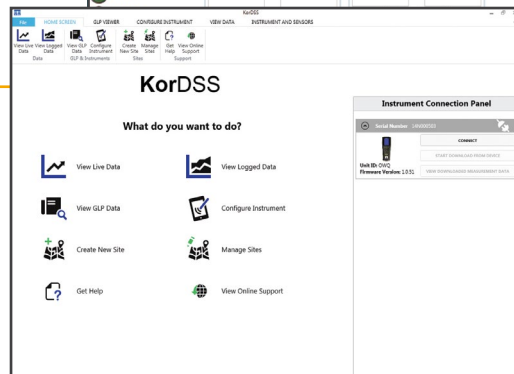 KorDSS
File HOME SCREEN GLP VIEWER CONFIGURE INSTRUMENT VIEW DATA INSTRUMENT AND SENSORS
View Live Data
View Logged Data
View GLP Data
Configure Instrument
Create New Site
Manage Sites
Get Help
View Online Support
Data GLP & Instruments Sites Support
KorDSS
Instrument Connection Panel
What do you want to do?
Serial Number
CONNECT
START DOWNLOAD FROM DEVICE
Unit ID: OWQ
Firmware Version: 1.0.31
VIEW DOWNLOADED MEASUREMENT DATA
View Live Data View Logged Data
View GLP Data Configure Instrument
Create New Site Manage Sites
Get Help View Online Support